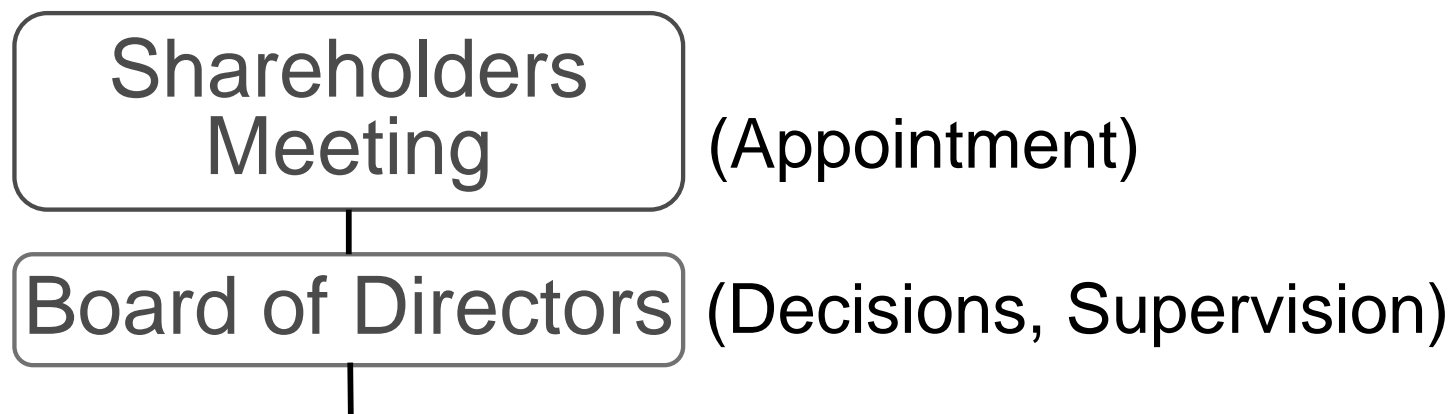 Shareholders
Meeting
(Appointment)
Board of Directors
(Decisions, Supervision)